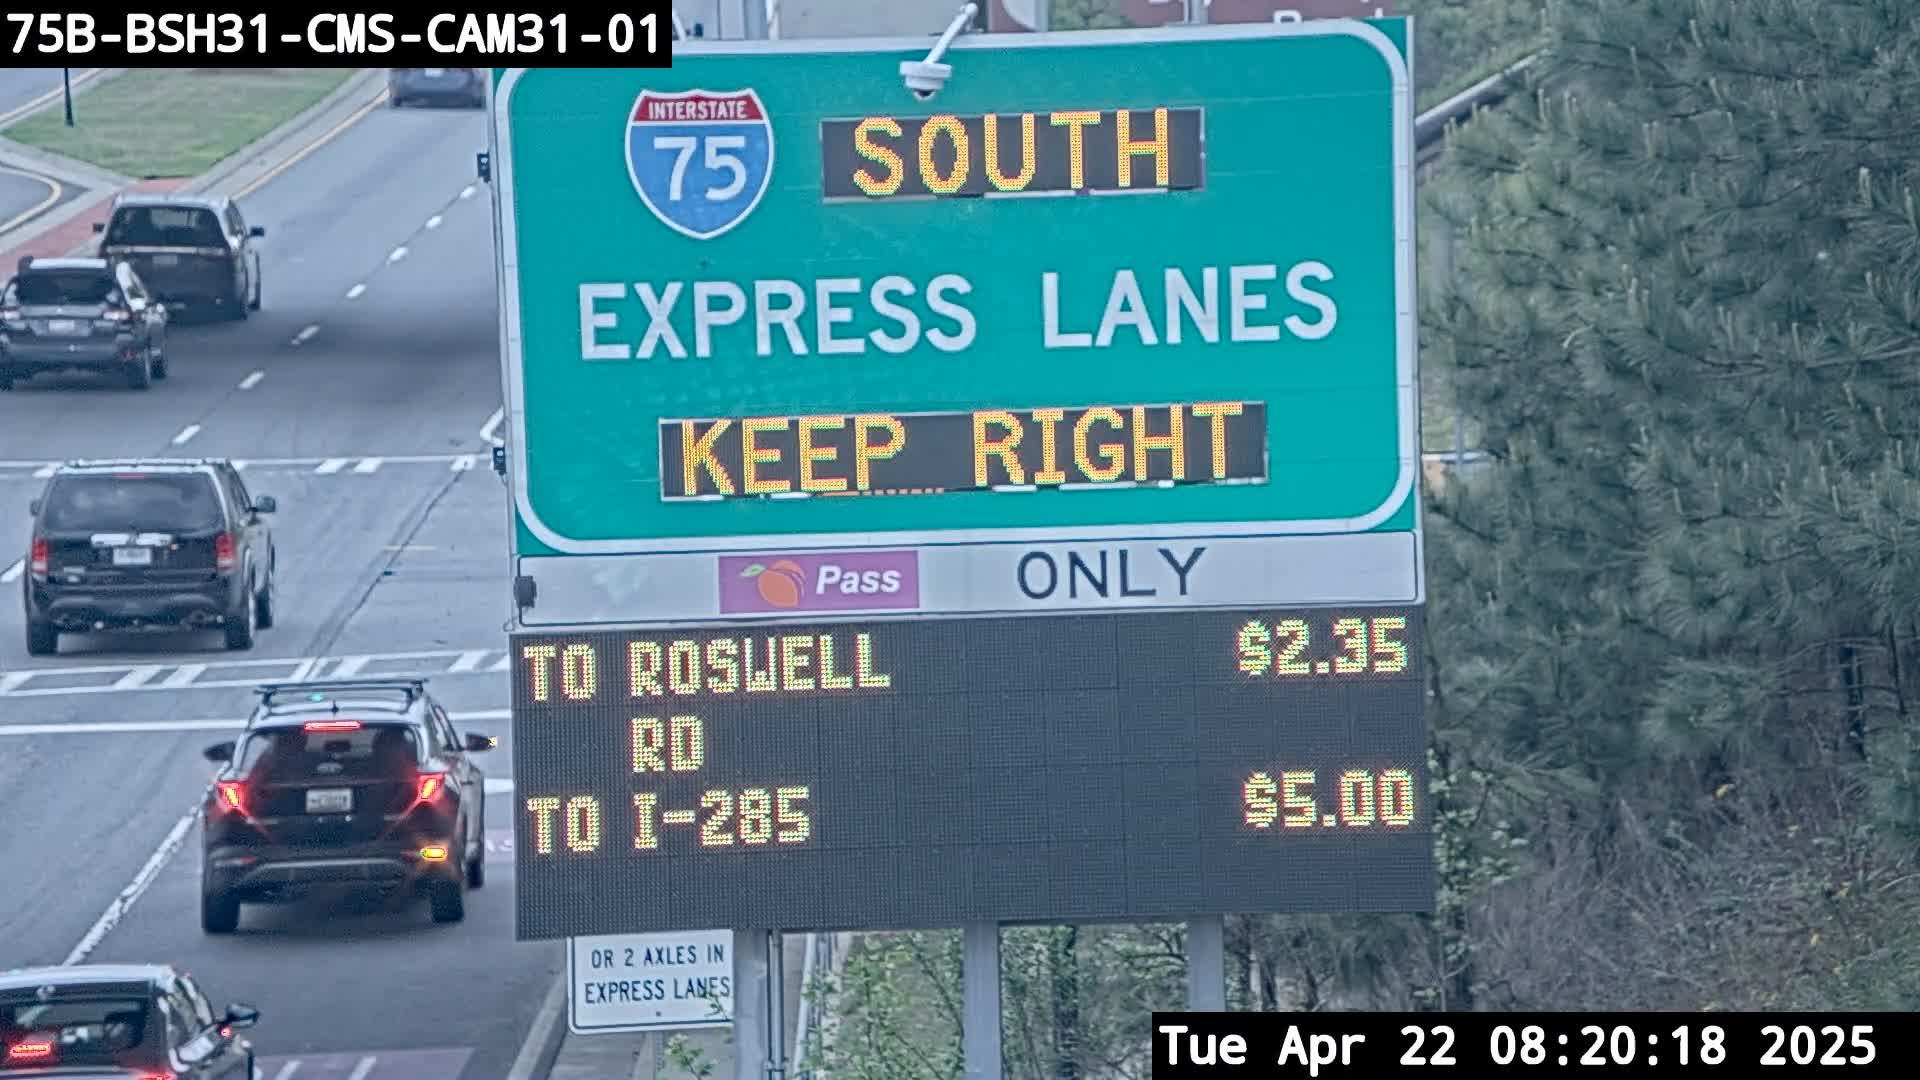 75B-BSH31-CMS-CAM31-01
INTERSTATE
75
SOUTH
EXPRESS LANES
KEEP RIGHT
Pass ONLY
TO ROSWELL $2.35
RD
TO I-285 $5.00
OR 2 AXLES IN
EXPRESS LANES
Tue Apr 22 08:20:18 2025